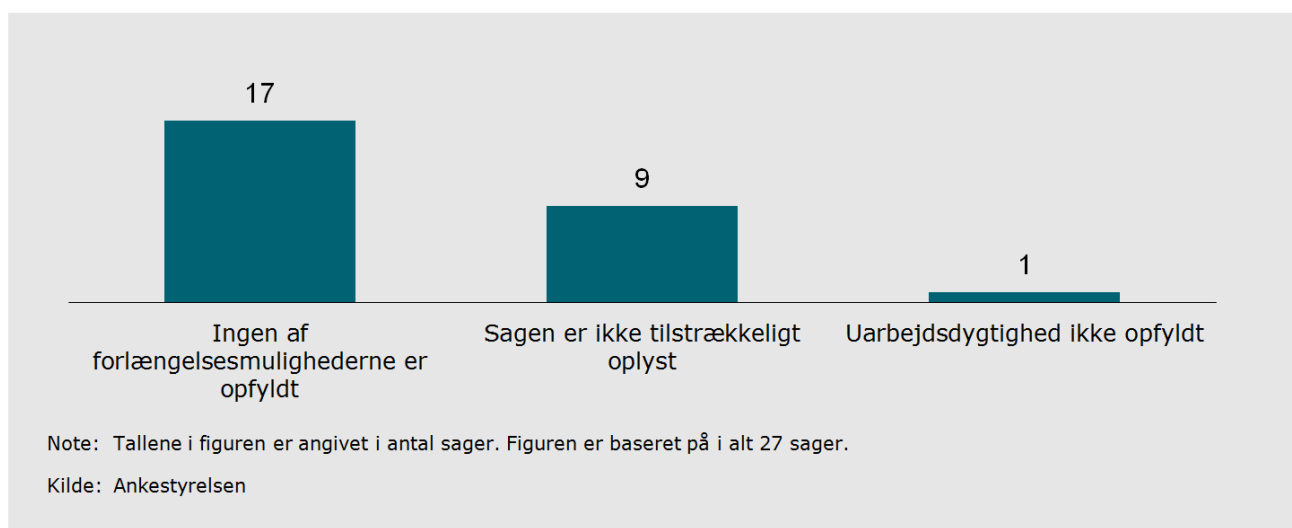 17
9
1
Ingen af
forlængelsesmulighederne er
opfyldt
Sagen er ikke tilstrækkeligt
oplyst
Uarbejdsdygtighed ikke opfyldt
Note: Tallene i figuren er angivet i antal sager. Figuren er baseret på i alt 27 sager.
Kilde: Ankestyrelsen